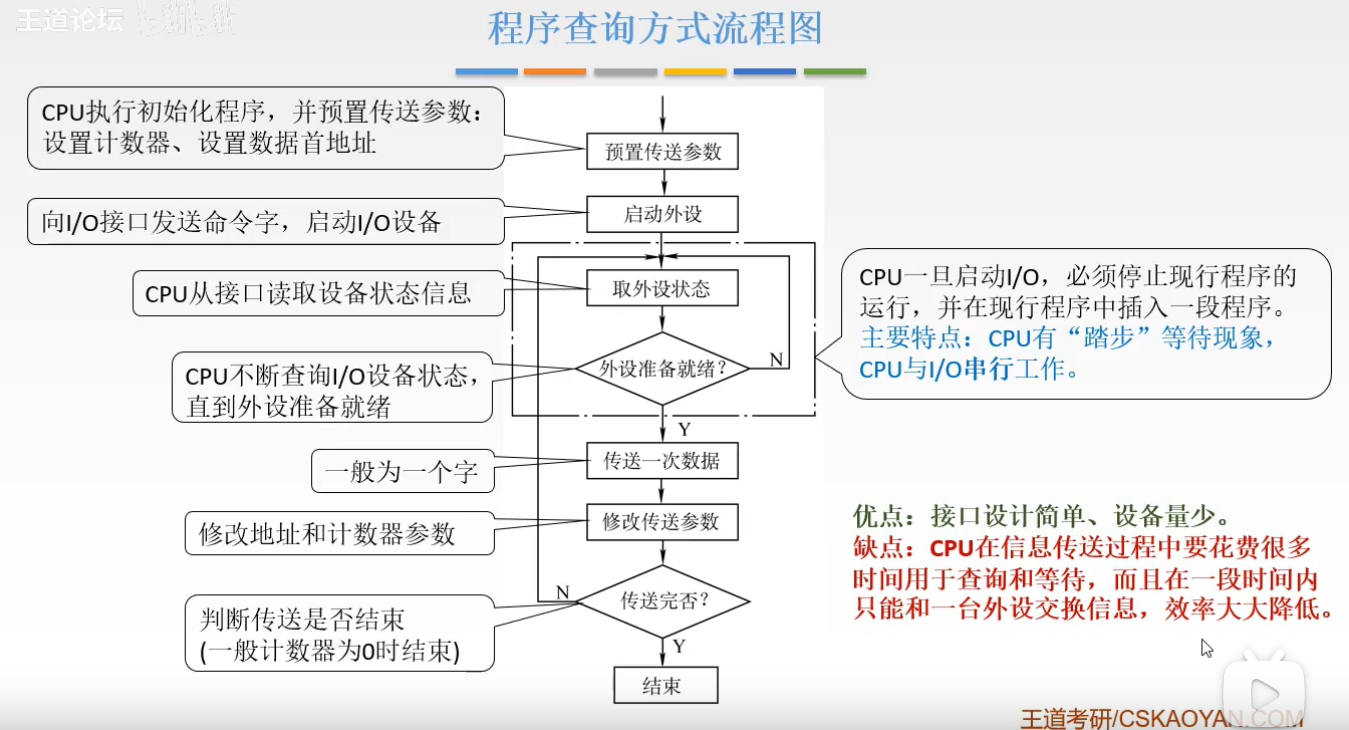 王道论坛
程序查询方式流程图
CPU执行初始化程序，并预置传送参数：
设置计数器、设置数据首地址
预置传送参数
向I/O接口发送命令字，启动I/O设备
启动外设
CPU从接口读取设备状态信息
取外设状态
CPU不断查询I/O设备状态，
直到外设准备就绪
外设准备就绪？
N
Y
CPU一旦启动I/O，必须停止现行程序的
运行，并在现行程序中插入一段程序。
主要特点：CPU有“踏步”等待现象，
CPU与I/O串行工作。
一般为一个字
传送一次数据
修改地址和计数器参数
修改传送参数
判断传送是否结束
(一般计数器为0时结束)
N
传送完否？
Y
结束
优点：接口设计简单、设备量少。
缺点：CPU在信息传送过程中要花费很多
时间用于查询和等待，而且在一段时间内
只能和一台外设交换信息，效率大大降低。
王道考研/CSKAOYAN.COM